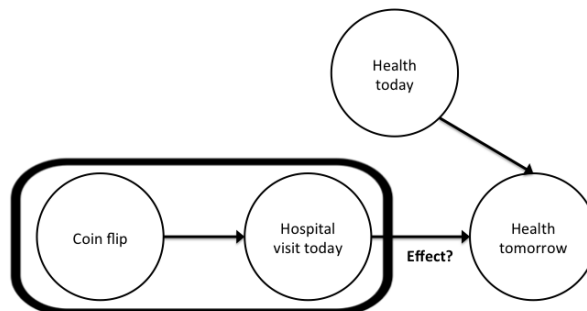 Health
today
Coin flip
Hospital
visit today
Effect?
Health
tomorrow